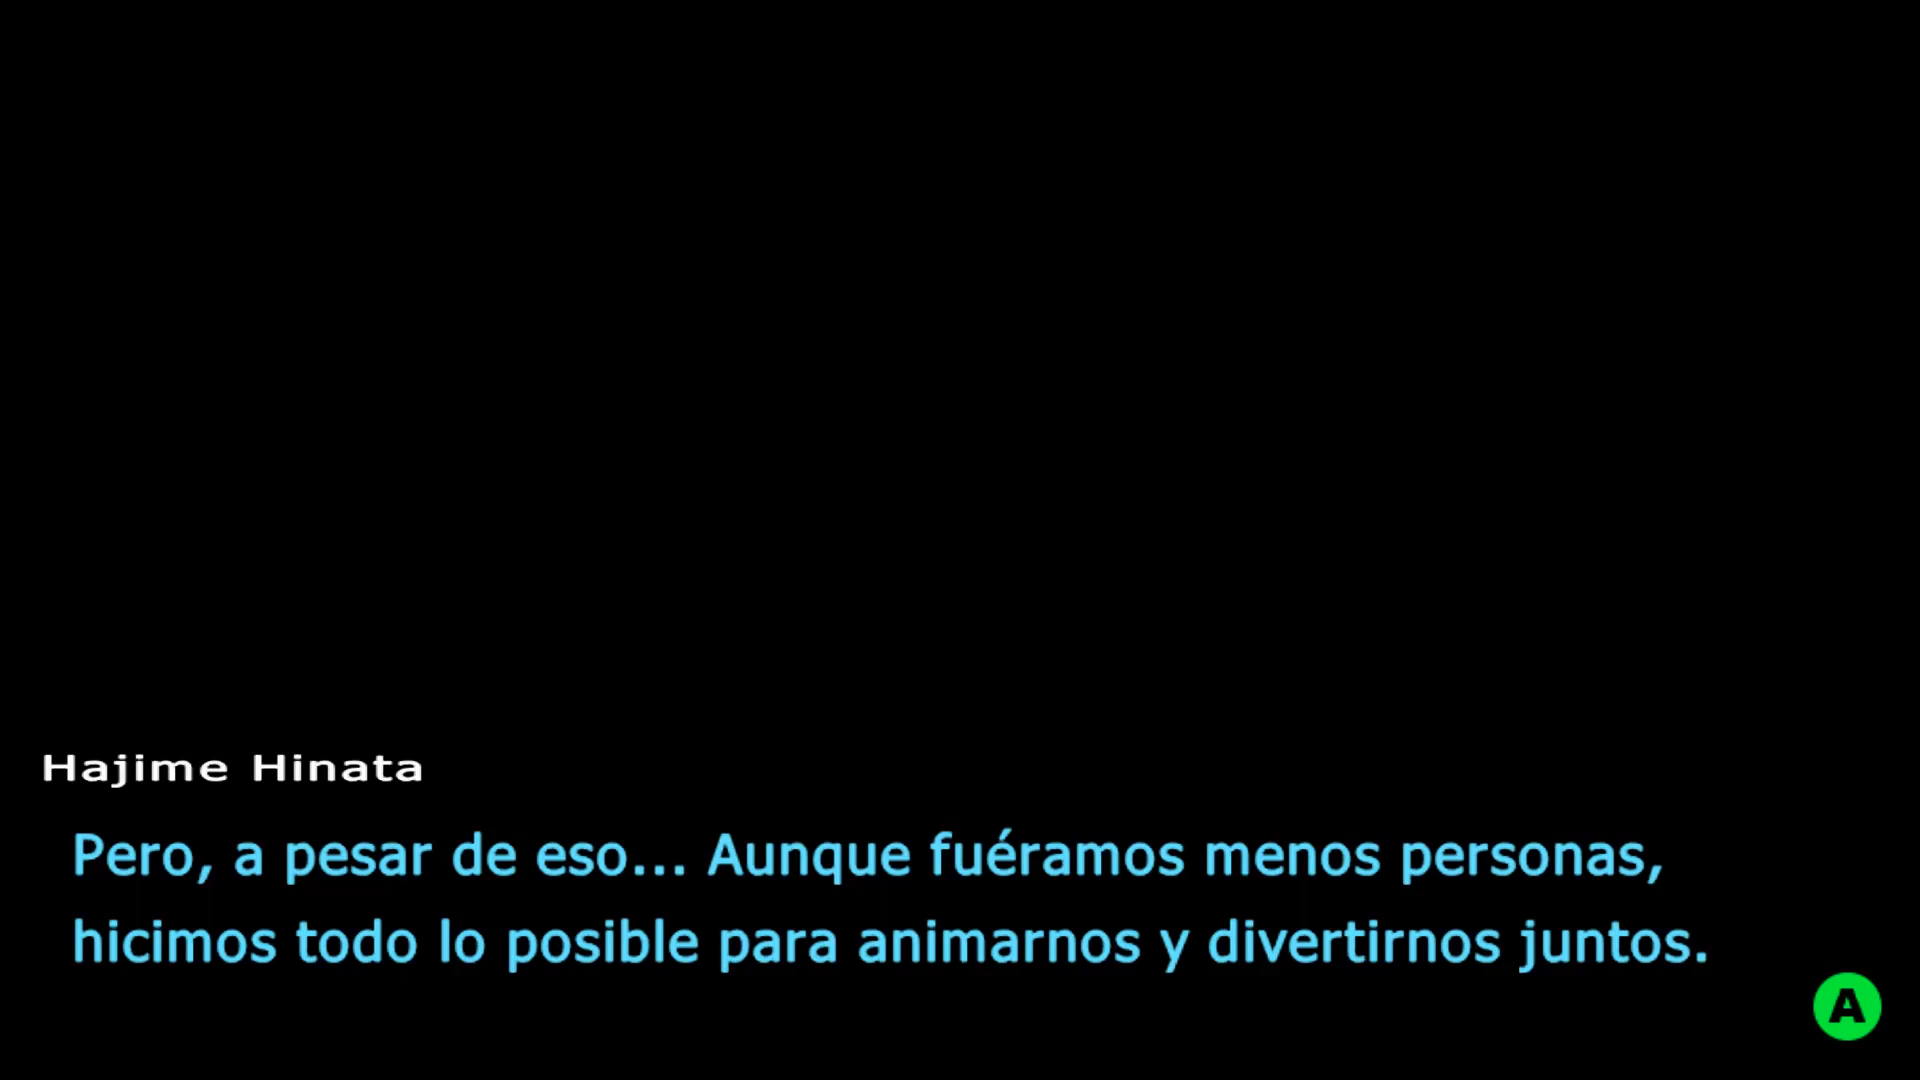 Hajime Hinata
Pero, a pesar de eso... Aunque fuéramos menos personas,
hicimos todo lo posible para animarnos y divertirnos juntos.
A